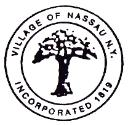 VILLAGE OF NASSAU N.Y.
INCORPORATED 1819